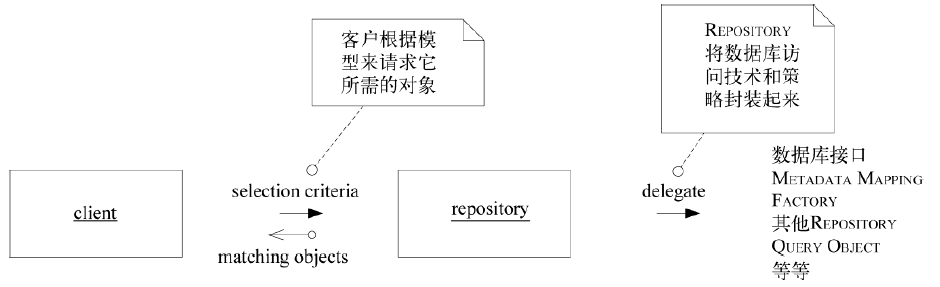 客户根据模
型来请求它
所需的对象
REPOSITORY
将数据库访
问技术和策
略封装起来
client
selection criteria
matching objects
repository
delegate
数据库接口
METADATA MAPPING
FACTORY
其他REPOSITORY
QUERY OBJECT
等等